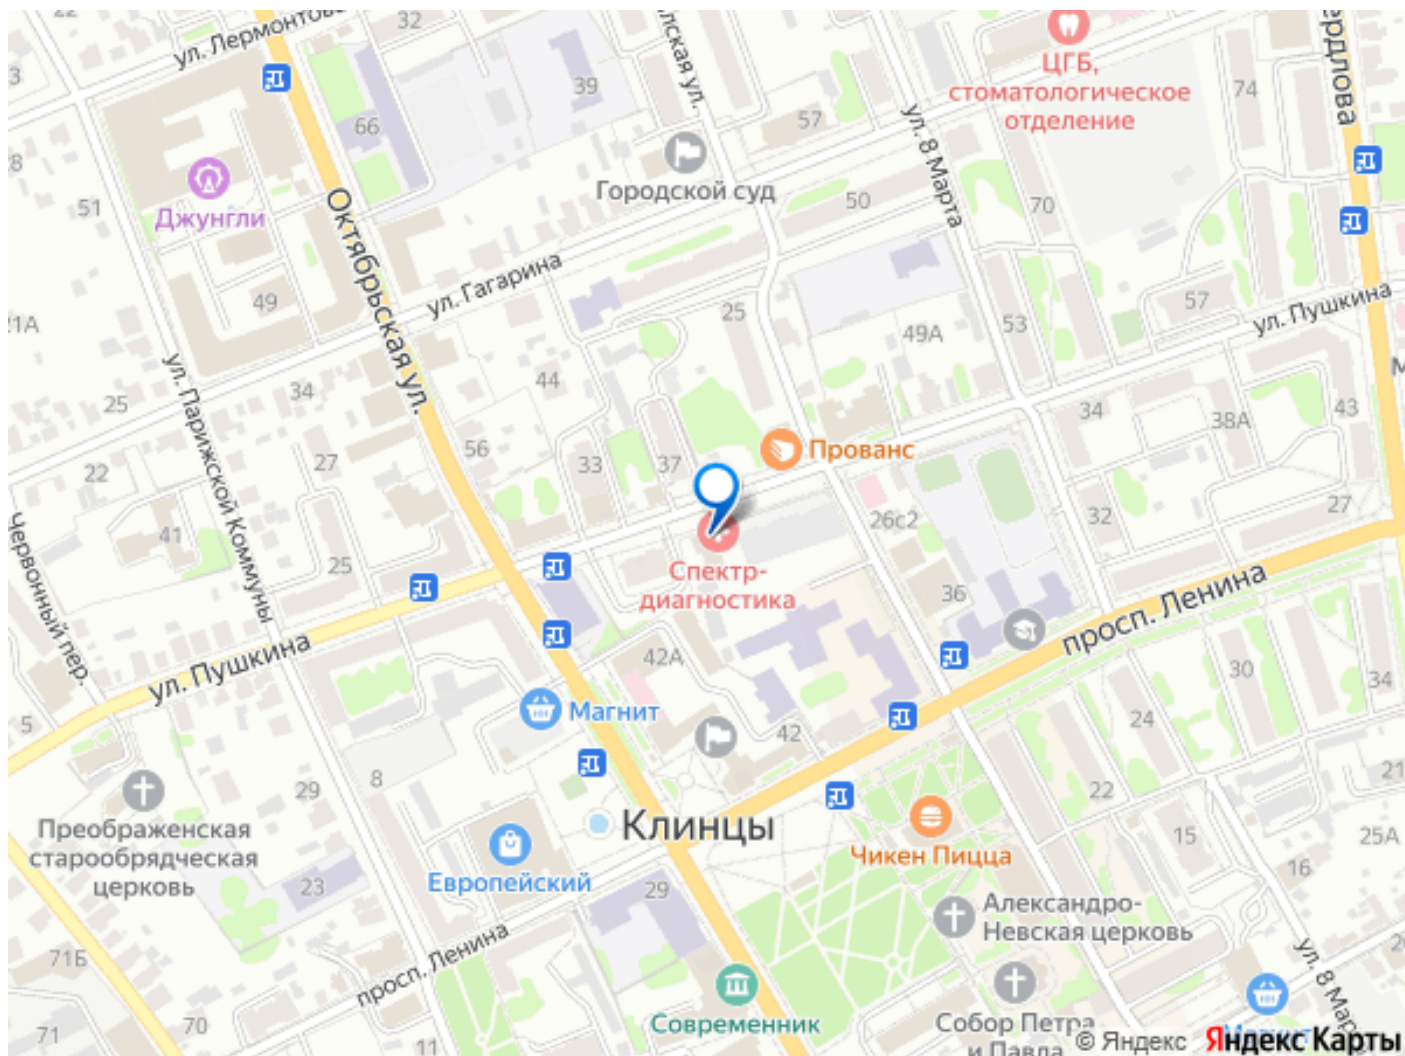 22
ул. Лермонтова
32
39
66
57
Городской суд
ЦГБ,
стоматологическое
отделение
74
ул. 8 Марта
70
50
51
Джунгли
49
Октябрьская ул.
ул. Гагарина
25
49А
53
57
ул. Пушкина
21А
ул. Парижской Коммуны
34
25
44
56
33
37
Прованс
34
38А
43
22
27
41
25
26с2
32
27
Червонный пер.
Спектр-
диагностика
36
просп. Ленина
ул. Пушкина
42А
Магнит
42
30
34
24
5
8
29
22
21
Преображенская
старообрядческая
церковь
Клинцы
Чикен Пицца
15
25А
16
Европейский
23
29
Александро-
Невская церковь
71Б
просп. Ленина
70
71
11
Современник
Собор Петра
и Павла
© Яндекс
Яндекс Карты